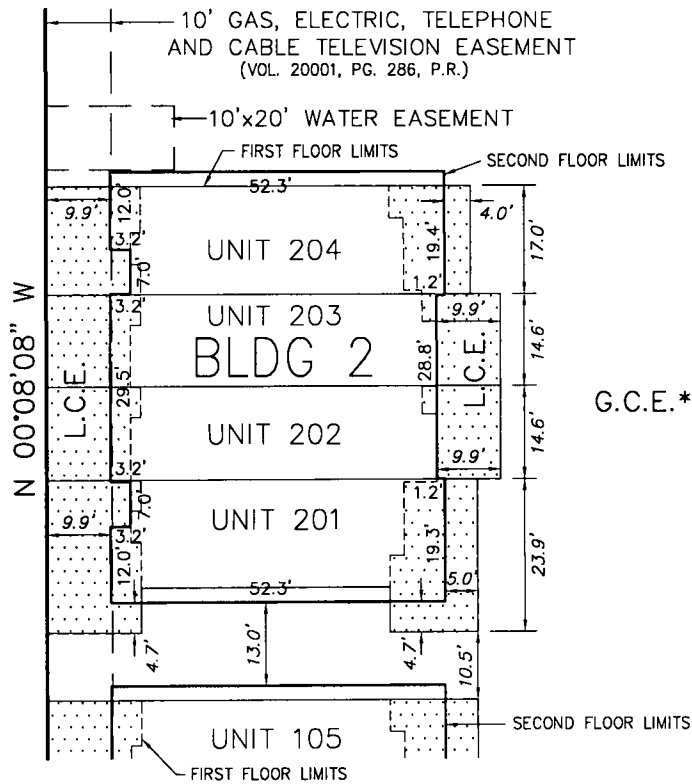 10' GAS, ELECTRIC, TELEPHONE
AND CABLE TELEVISION EASEMENT
(VOL. 20001, PG. 286, P.R.)
10'x20' WATER EASEMENT
FIRST FLOOR LIMITS
SECOND FLOOR LIMITS
52.3'
9.9'
12.0'
4.0'
3.2'
UNIT 204
19.4'
17.0'
7.0'
1.2'
3.2'
UNIT 203
9.9'
N 00°08'08" W
L.C.E.
BLDG 2
28.8'
L.C.E.
14.6'
G.C.E.*
29.5'
UNIT 202
14.6'
3.2'
9.9'
7.0'
1.2'
9.9'
3.2'
UNIT 201
19.3'
23.9'
12.0'
52.3'
5.0'
4.7'
13.0'
4.7'
10.5'
UNIT 105
SECOND FLOOR LIMITS
FIRST FLOOR LIMITS